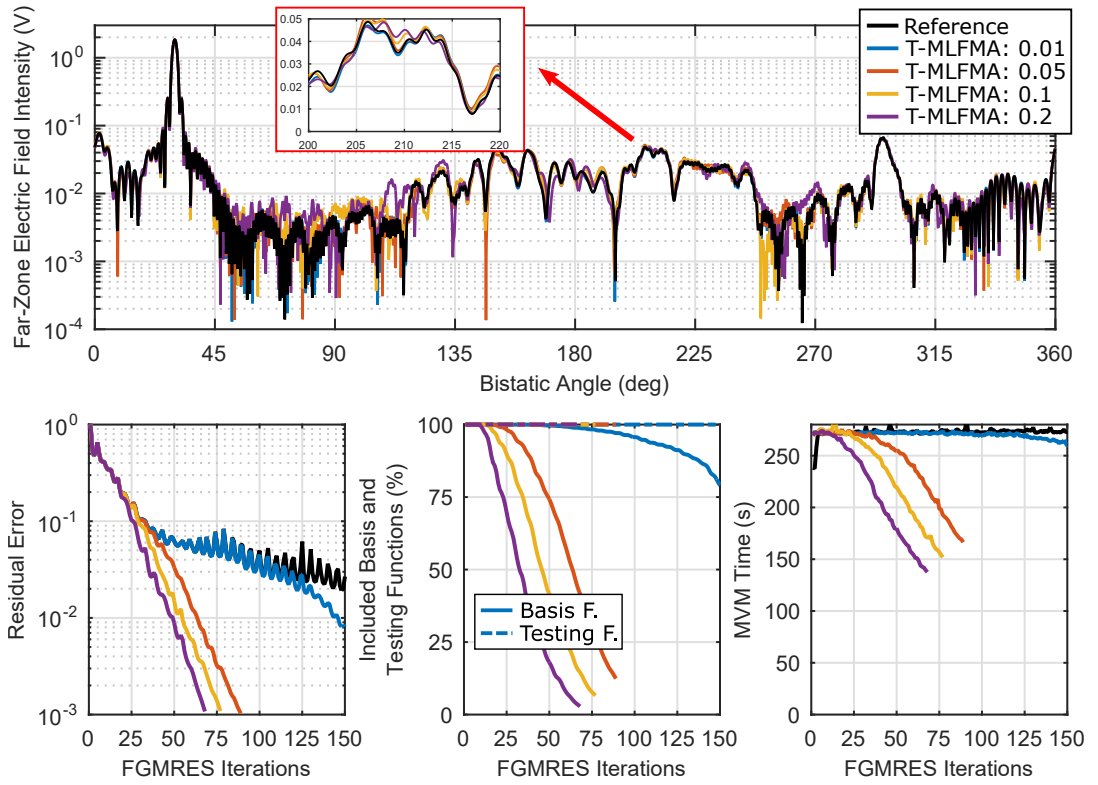 Far-Zone Electric Field Intensity (V)
10^0
10^-1
10^-2
10^-3
10^-4
0 45 90 135 180 225 270 315 360
Bistatic Angle (deg)
0.05
0.04
0.03
0.02
0.01
0
200 205 210 215 220
Reference
T-MLFMA: 0.01
T-MLFMA: 0.05
T-MLFMA: 0.1
T-MLFMA: 0.2
Residual Error
10^0
10^-1
10^-2
10^-3
0 25 50 75 100 125 150
FGMRES Iterations
Included Basis and
Testing Functions (%)
100
75
50
25
0
Basis F.
Testing F.
0 25 50 75 100 125 150
FGMRES Iterations
MVM Time (s)
250
200
150
100
50
0
0 25 50 75 100 125 150
FGMRES Iterations